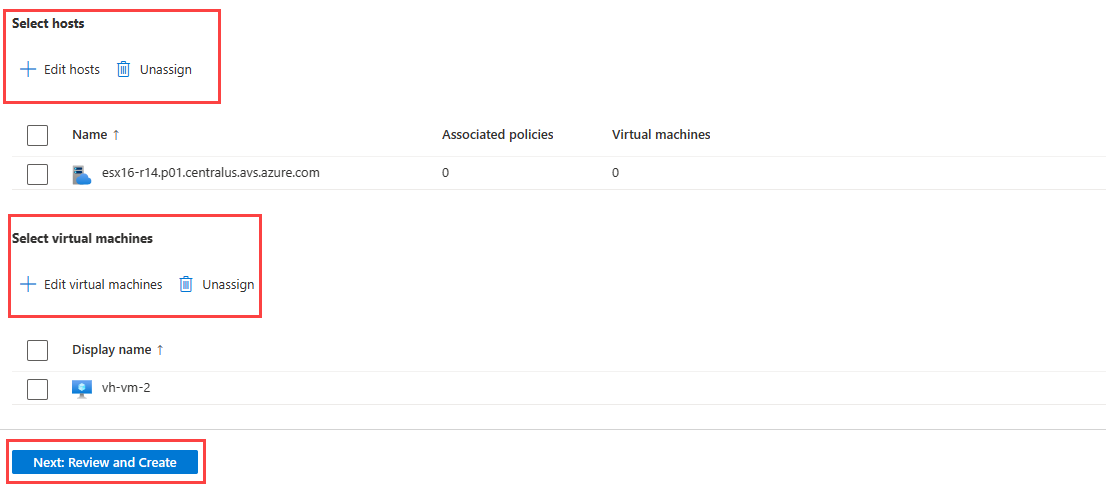 Select hosts
Edit hosts Unassign
Name ↑ Associated policies Virtual machines
esx16-r14.p01.centralus.avs.azure.com 0 0
Select virtual machines
Edit virtual machines Unassign
Display name ↑
vh-vm-2
Next: Review and Create